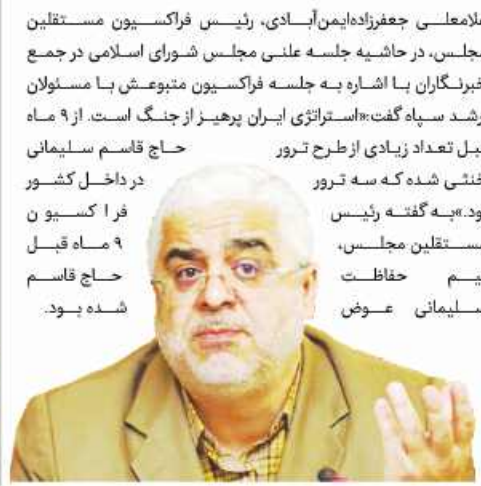 غلامعلی جعفرزاده‌ایمن‌آبادی، رئیس فراکسیون مستقلین
مجلس، در حاشیه جلسه علنی مجلس شورای اسلامی در جمع
خبرنگاران با اشاره به جلسه فراکسیون متبوعش با مسئولان
ارشد سپاه گفت:«استراتژی ایران پرهیز از جنگ است. از ۹ ماه
قبل تعداد زیادی از طرح ترور حاج قاسم سلیمانی
خنثی شده که سه ترور در داخل کشور
بود.»به گفته رئیس فراکسیون
مستقلین مجلس، ۹ ماه قبل
تیم حفاظت حاج قاسم
سلیمانی عوض شده بود.